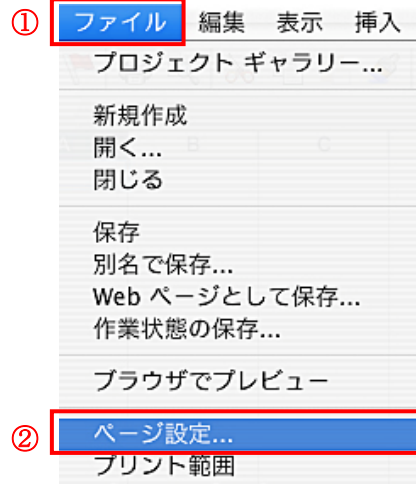 ① ファイル 編集 表示 挿入
プロジェクト ギャラリー...
新規作成
開く...
閉じる
保存
別名で保存...
Web ページとして保存...
作業状態の保存...
ブラウザでプレビュー
② ページ設定...
プリント範囲